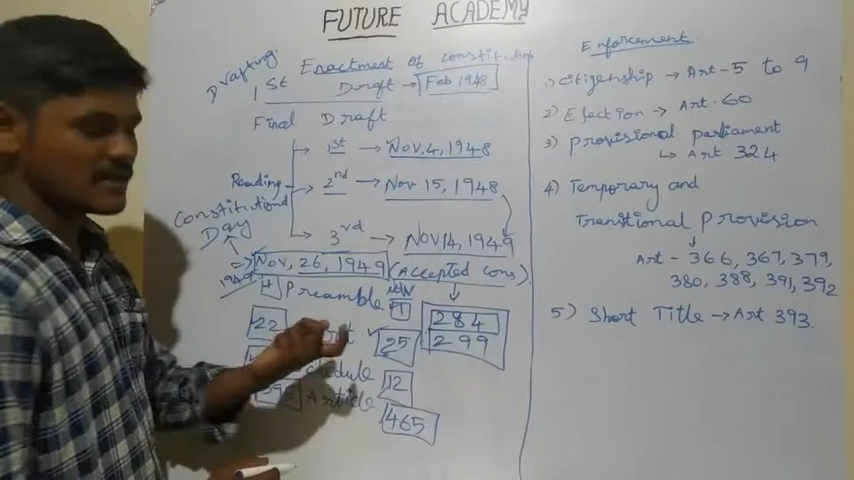 FUTURE ACADEMY
Drafting
Enactment of constitution
1st Draft → Feb 1948
Final Draft
Reading
1st → Nov, 4, 1948
2nd → Nov 15, 1948
3rd → Nov 14, 1949
Constitutional
Day
⇒ Nov, 26, 1949 (Accepted cons)
1949
Preamble
NEW
1
284
299
22
25
schedule 12
395 Article
465
Enforcement
1) citizenship → Art-5 to 9
2) Election → Art-60
3) Provisional parliament
↳ Art 324
4) Temporary and
Transitional Provision
↓
Art - 366, 367, 379,
380, 388, 391, 392
5) Short Title → Art 393.